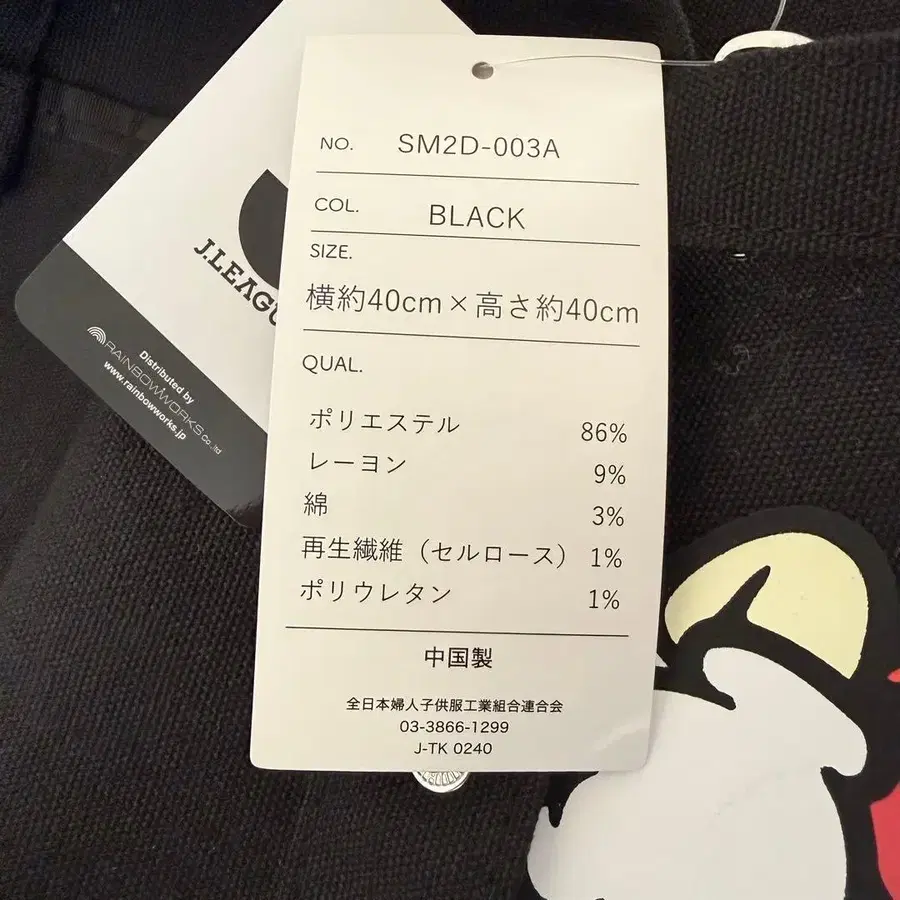 NO. SM2D-003A
COL. BLACK
SIZE.
横約40cm×高さ約40cm
QUAL.
ポリエステル 86%
レーヨン 9%
綿 3%
再生繊維（セルロース） 1%
ポリウレタン 1%
中国製
全日本婦人子供服工業組合連合会
03-3866-1299
J-TK 0240
J.LEAGU
Distributed by
RAINBOWWORKS Co.,ltd
www.rainbowworks.jp